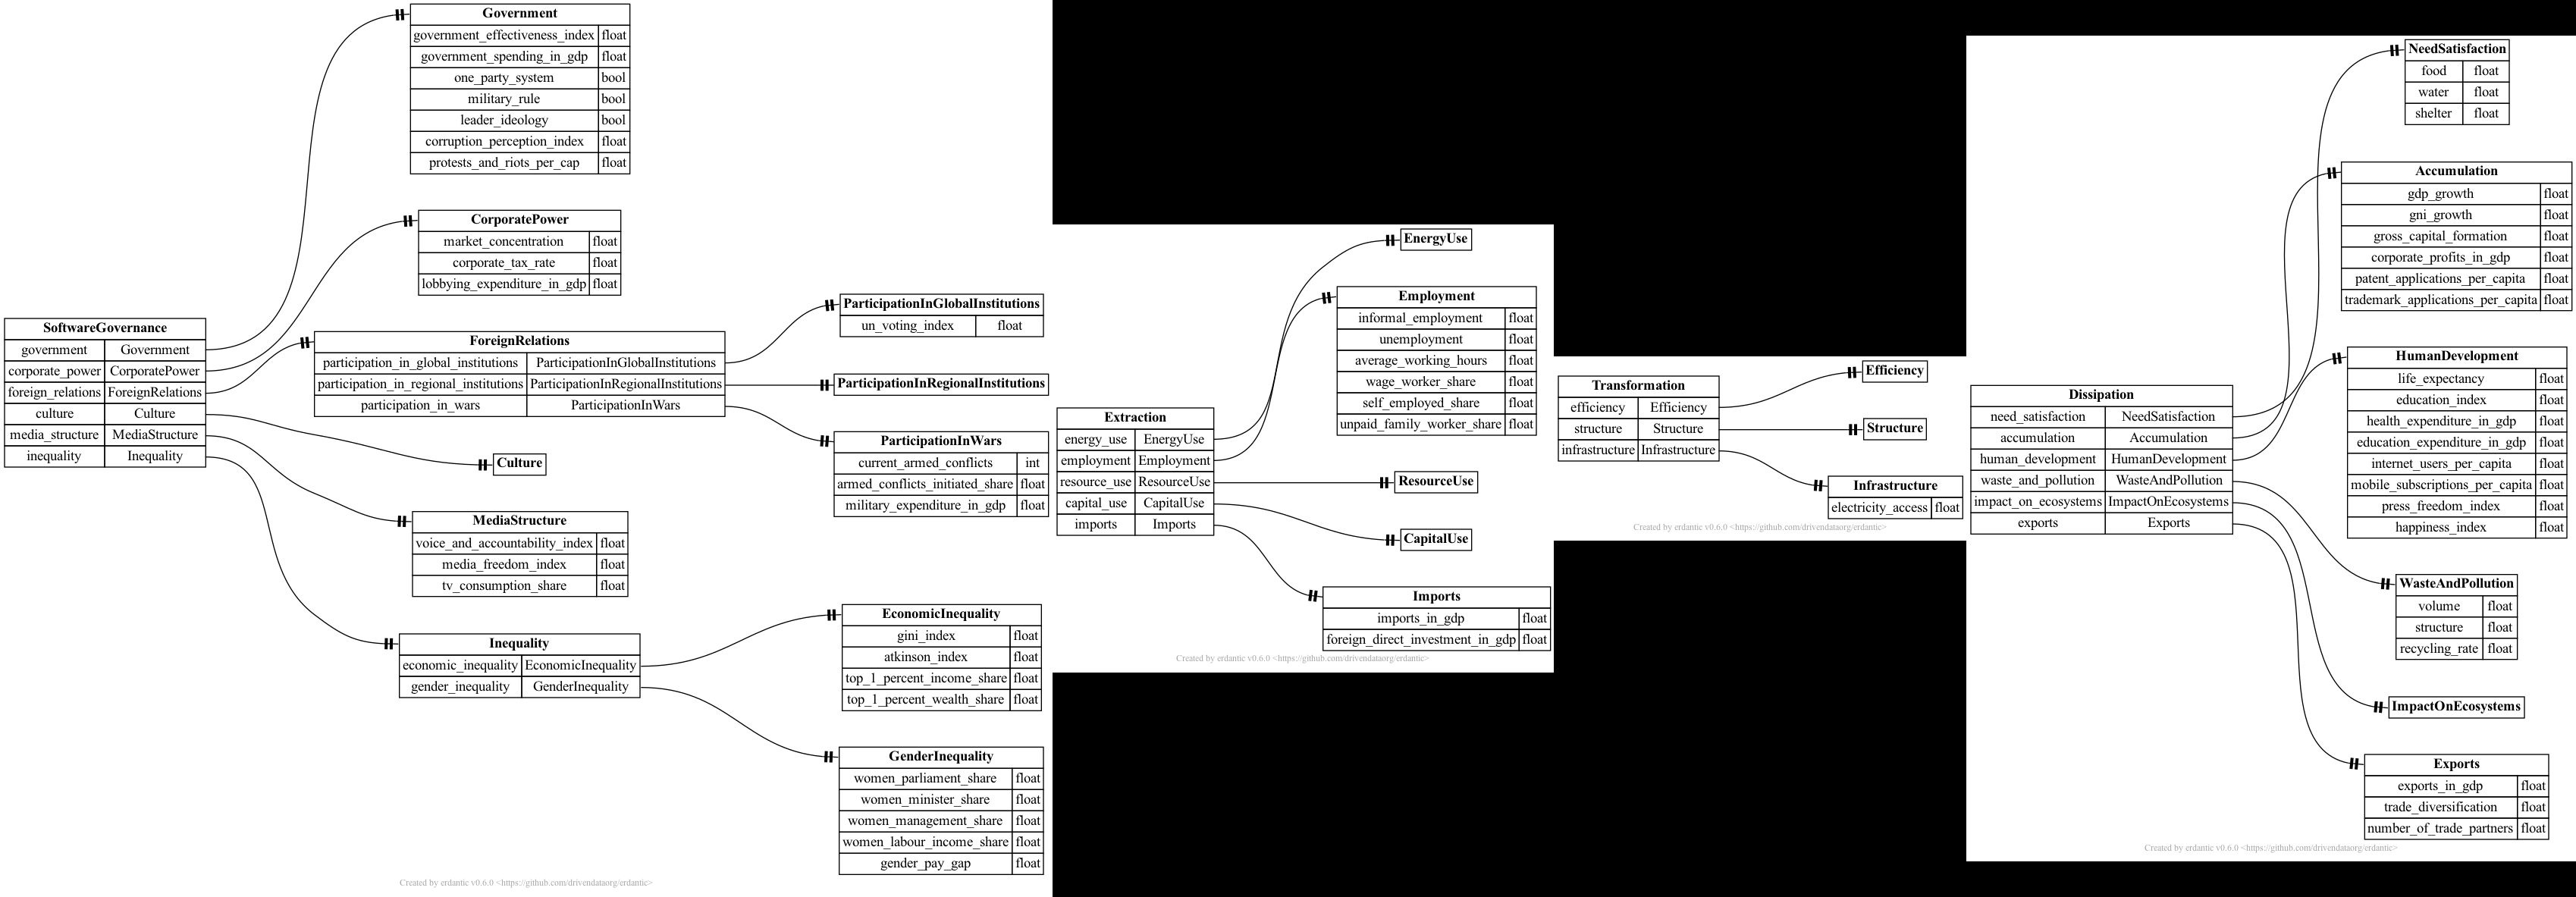 SoftwareGovernance
government Government
corporate_power CorporatePower
foreign_relations ForeignRelations
culture Culture
media_structure MediaStructure
inequality Inequality
Government
government_effectiveness_index float
government_spending_in_gdp float
one_party_system bool
military_rule bool
leader_ideology bool
corruption_perception_index float
protests_and_riots_per_cap float
CorporatePower
market_concentration float
corporate_tax_rate float
lobbying_expenditure_in_gdp float
ForeignRelations
participation_in_global_institutions ParticipationInGlobalInstitutions
participation_in_regional_institutions ParticipationInRegionalInstitutions
participation_in_wars ParticipationInWars
Culture
MediaStructure
voice_and_accountability_index float
media_freedom_index float
tv_consumption_share float
Inequality
economic_inequality EconomicInequality
gender_inequality GenderInequality
ParticipationInGlobalInstitutions
un_voting_index float
ParticipationInRegionalInstitutions
ParticipationInWars
current_armed_conflicts int
armed_conflicts_initiated_share float
military_expenditure_in_gdp float
EconomicInequality
gini_index float
atkinson_index float
top_1_percent_income_share float
top_1_percent_wealth_share float
GenderInequality
women_parliament_share float
women_minister_share float
women_management_share float
women_labour_income_share float
gender_pay_gap float
Created by erdantic v0.6.0 <https://github.com/drivendataorg/erdantic>
Extraction
energy_use EnergyUse
employment Employment
resource_use ResourceUse
capital_use CapitalUse
imports Imports
EnergyUse
Employment
informal_employment float
unemployment float
average_working_hours float
wage_worker_share float
self_employed_share float
unpaid_family_worker_share float
ResourceUse
CapitalUse
Imports
imports_in_gdp float
foreign_direct_investment_in_gdp float
Created by erdantic v0.6.0 <https://github.com/drivendataorg/erdantic>
Transformation
efficiency Efficiency
structure Structure
infrastructure Infrastructure
Efficiency
Structure
Infrastructure
electricity_access float
Created by erdantic v0.6.0 <https://github.com/drivendataorg/erdantic>
Dissipation
need_satisfaction NeedSatisfaction
accumulation Accumulation
human_development HumanDevelopment
waste_and_pollution WasteAndPollution
impact_on_ecosystems ImpactOnEcosystems
exports Exports
NeedSatisfaction
food float
water float
shelter float
Accumulation
gdp_growth float
gni_growth float
gross_capital_formation float
corporate_profits_in_gdp float
patent_applications_per_capita float
trademark_applications_per_capita float
HumanDevelopment
life_expectancy float
education_index float
health_expenditure_in_gdp float
education_expenditure_in_gdp float
internet_users_per_capita float
mobile_subscriptions_per_capita float
press_freedom_index float
happiness_index float
WasteAndPollution
volume float
structure float
recycling_rate float
ImpactOnEcosystems
Exports
exports_in_gdp float
trade_diversification float
number_of_trade_partners float
Created by erdantic v0.6.0 <https://github.com/drivendataorg/erdantic>